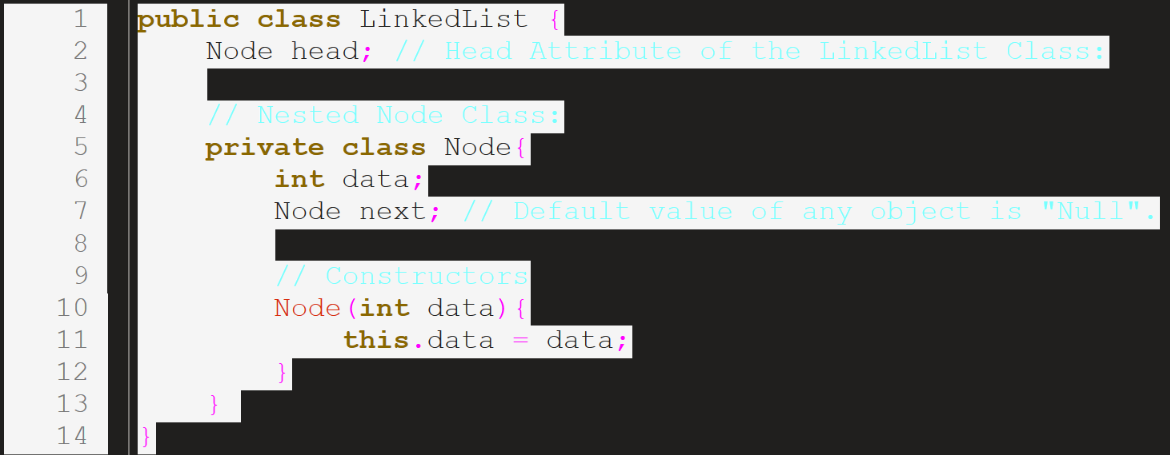 1 public class LinkedList {
2     Node head; // Head Attribute of the LinkedList Class:
3
4     // Nested Node Class:
5     private class Node{
6         int data;
7         Node next; // Default value of any object is "Null".
8
9         // Constructors
10         Node(int data){
11             this.data = data;
12         }
13     }
14 }